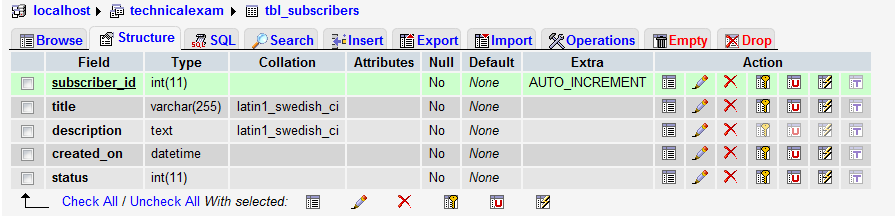 localhost ▸ technicalexam ▸ tbl_subscribers
Browse Structure SQL Search Insert Export Import Operations Empty Drop
Field Type Collation Attributes Null Default Extra Action
subscriber_id int(11) No None AUTO_INCREMENT
title varchar(255) latin1_swedish_ci No None
description text latin1_swedish_ci No None
created_on datetime No None
status int(11) No None
Check All / Uncheck All With selected: